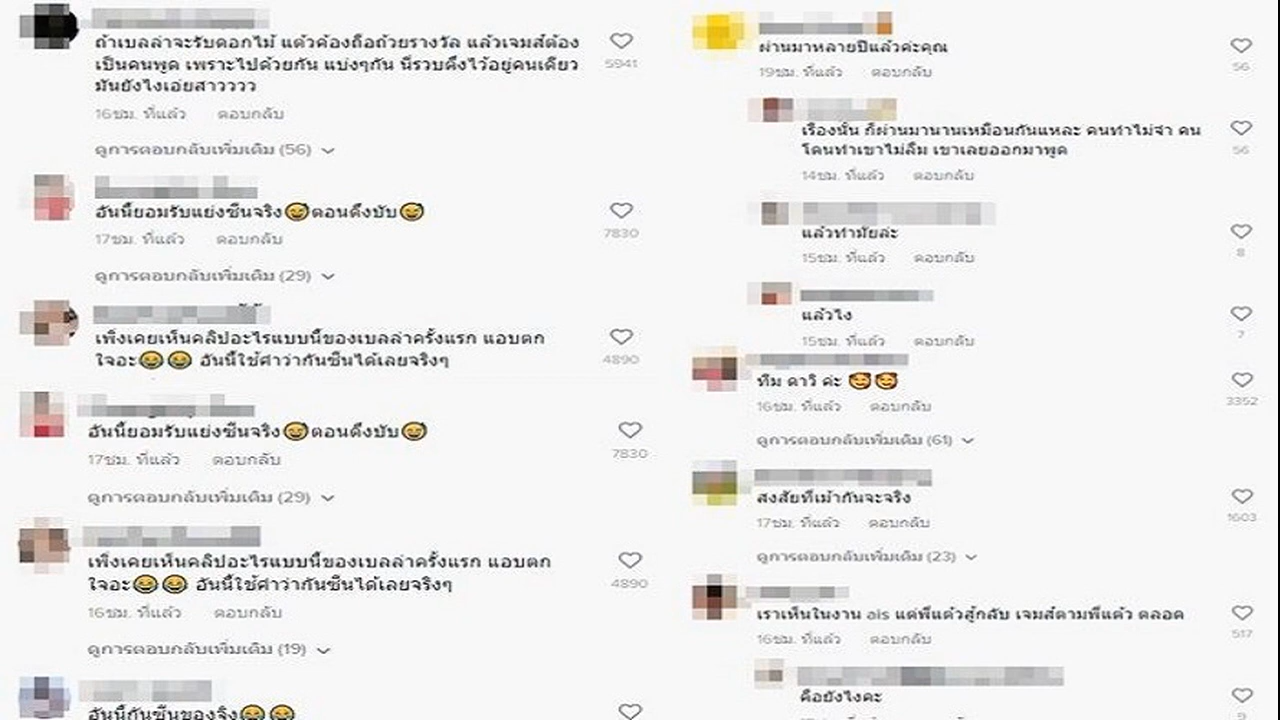 ถ้าเบลล่าจะรับดอกไม้ แต้วต้องถือถ้วยรางวัล แล้วเจมส์ต้อง
เป็นคนพูด เพราะไปด้วยกัน แบ่งๆกัน นี่รวบตึงไว้อยู่คนเดียว
มันยังไงเอ่ยสาวววว
5941
16ชม. ที่แล้ว ตอบกลับ
ดูการตอบกลับเพิ่มเติม (56)
อันนี้ยอมรับแย่งซีนจริง😅ตอนดึงบับ😅
7830
17ชม. ที่แล้ว ตอบกลับ
ดูการตอบกลับเพิ่มเติม (29)
เพิ่งเคยเห็นคลิปอะไรแบบนี้ของเบลล่าครั้งแรก แอบตก
ใจอะ😂😂 อันนี้ใช้คำว่ากันซีนได้เลยจริงๆ
4890
อันนี้ยอมรับแย่งซีนจริง😅ตอนดึงบับ😅
7830
17ชม. ที่แล้ว ตอบกลับ
ดูการตอบกลับเพิ่มเติม (29)
เพิ่งเคยเห็นคลิปอะไรแบบนี้ของเบลล่าครั้งแรก แอบตก
ใจอะ😂😂 อันนี้ใช้คำว่ากันซีนได้เลยจริงๆ
4890
16ชม. ที่แล้ว ตอบกลับ
ดูการตอบกลับเพิ่มเติม (19)
อันนี้กันซีนของจิง😂😂
ผ่านมาหลายปีแล้วค่ะคุณ
56
19ชม. ที่แล้ว ตอบกลับ
เรื่องนั้น ก็ผ่านมานานเหมือนกันแหละ คนทำไม่จำ คน
โดนทำเขาไม่ลืม เขาเลยออกมาพูด
56
14ชม. ที่แล้ว ตอบกลับ
แล้วทำมัยล่ะ
8
15ชม. ที่แล้ว ตอบกลับ
แล้วไง
7
15ชม. ที่แล้ว ตอบกลับ
ทีม ดาวิ ค่ะ 🥰🥰
3352
16ชม. ที่แล้ว ตอบกลับ
ดูการตอบกลับเพิ่มเติม (61)
สงสัยที่เม้ากันจะจริง
1603
17ชม. ที่แล้ว ตอบกลับ
ดูการตอบกลับเพิ่มเติม (23)
เราเห็นในงาน ais แต่พี่แต้วสู้กลับ เจมส์ตามพี่แต้ว ตลอด
517
16ชม. ที่แล้ว ตอบกลับ
คือยังไงคะ
9